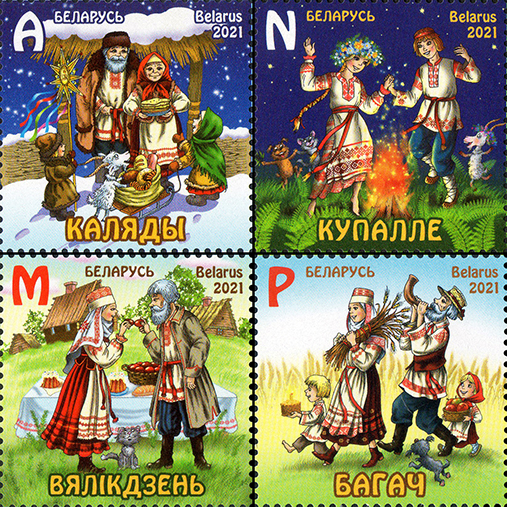 A БЕЛАРУСЬ Belarus
2021
КАЛЯДЫ
N БЕЛАРУСЬ Belarus
2021
КУПАЛЛЕ
M БЕЛАРУСЬ Belarus
2021
ВЯЛІКДЗЕНЬ
P БЕЛАРУСЬ Belarus
2021
БАГАЧ